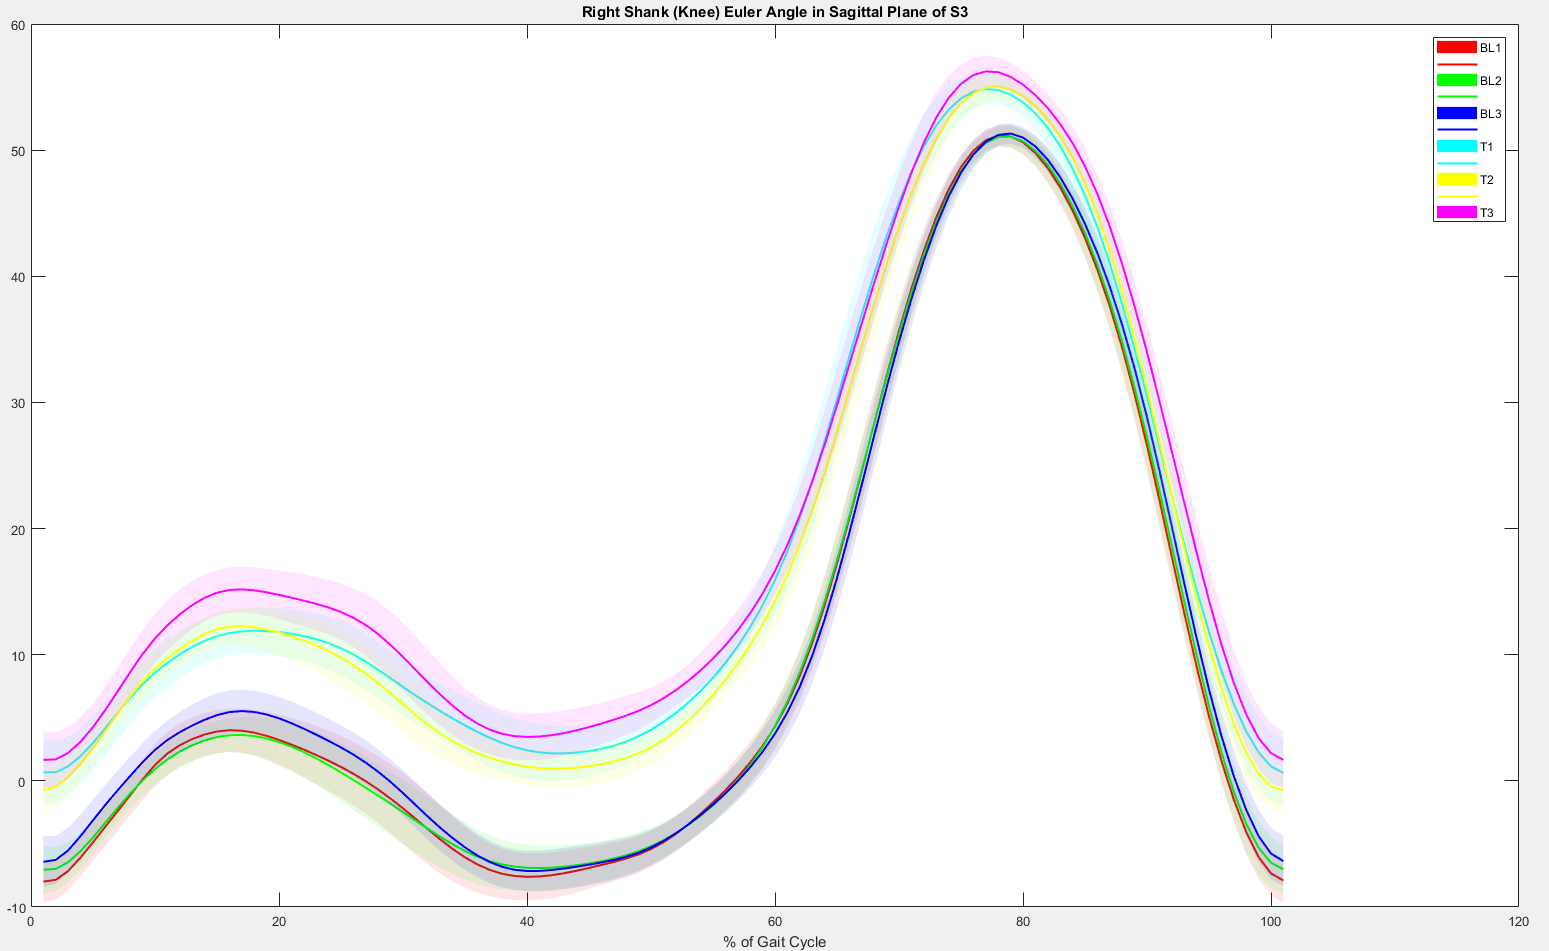 Right Shank (Knee) Euler Angle in Sagittal Plane of S3
60
50
40
30
20
10
0
-10
0 20 40 60 80 100 120
% of Gait Cycle
BL1
BL2
BL3
T1
T2
T3